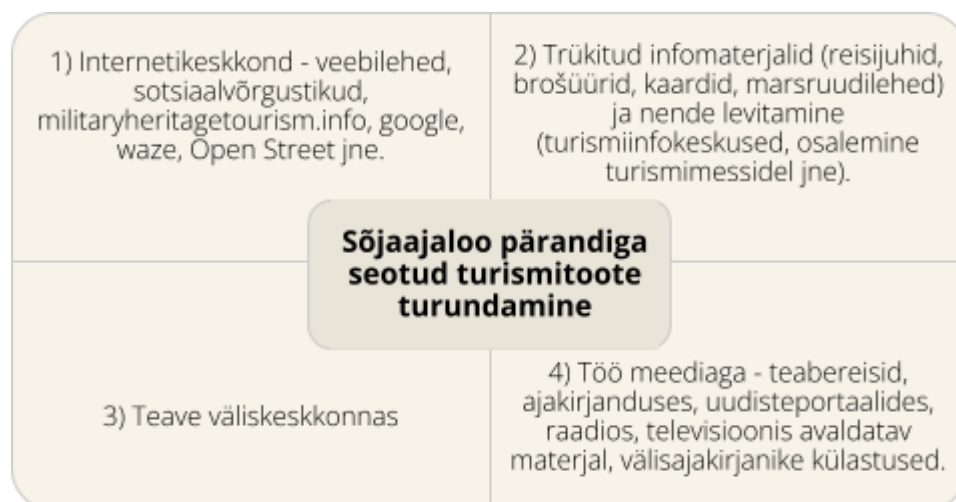 1) Internetikeskkond - veebilehed,
sotsiaalvõrgustikud,
militaryheritagetourism.info, google,
waze, Open Street jne.
2) Trükitud infomaterjalid (reisijuhid,
brošüürid, kaardid, marsruudilehed)
ja nende levitamine
(turismiinfokeskused, osalemine
turismimessidel jne).
Sõjaajaloo pärandiga
seotud turismitoote
turundamine
3) Teave väliskeskkonnas
4) Töö meediaga - teabereisid,
ajakirjanduses, uudisteportaalides,
raadios, televisioonis avaldatav
materjal, välisajakirjanike külastused.